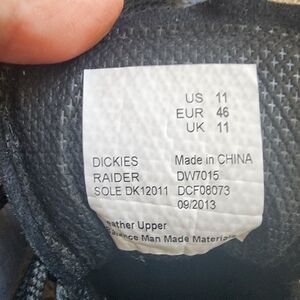 US 11
EUR 46
UK 11
DICKIES Made in CHINA
RAIDER DW7015
SOLE DK12011 DCF08073
09/2013
eather Upper
Man Made Materials